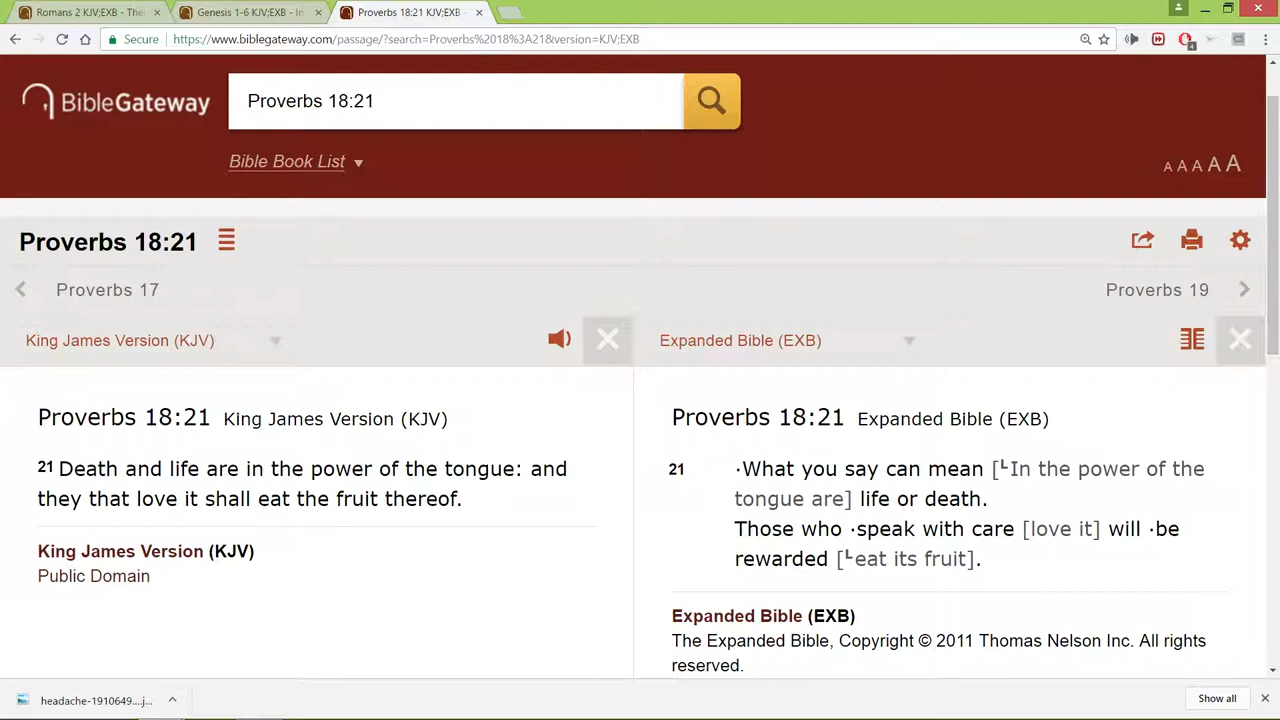 Romans 2 KJV;EXB - The
Genesis 1-6 KJV;EXB - In
Proverbs 18:21 KJV;EXB -
Secure
https://www.biblegateway.com/passage/?search=Proverbs%2018%3A21&version=KJV;EXB
4
BibleGateway
Proverbs 18:21
Bible Book List
A A A A A
Proverbs 18:21
Proverbs 17
Proverbs 19
King James Version (KJV)
Expanded Bible (EXB)
Proverbs 18:21 King James Version (KJV)
21 Death and life are in the power of the tongue: and
they that love it shall eat the fruit thereof.
King James Version (KJV)
Public Domain
Proverbs 18:21 Expanded Bible (EXB)
21 ·What you say can mean [└In the power of the
tongue are] life or death.
Those who ·speak with care [love it] will ·be
rewarded [└eat its fruit].
Expanded Bible (EXB)
The Expanded Bible, Copyright © 2011 Thomas Nelson Inc. All rights
reserved.
headache-1910649....j...
Show all